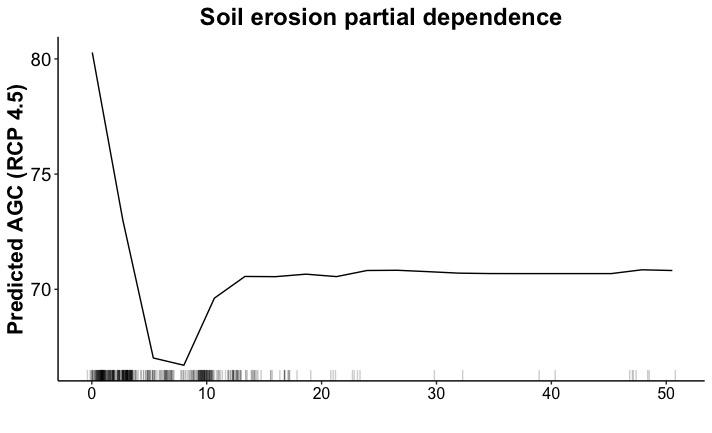 Soil erosion partial dependence
Predicted AGC (RCP 4.5)
80
75
70
0 10 20 30 40 50